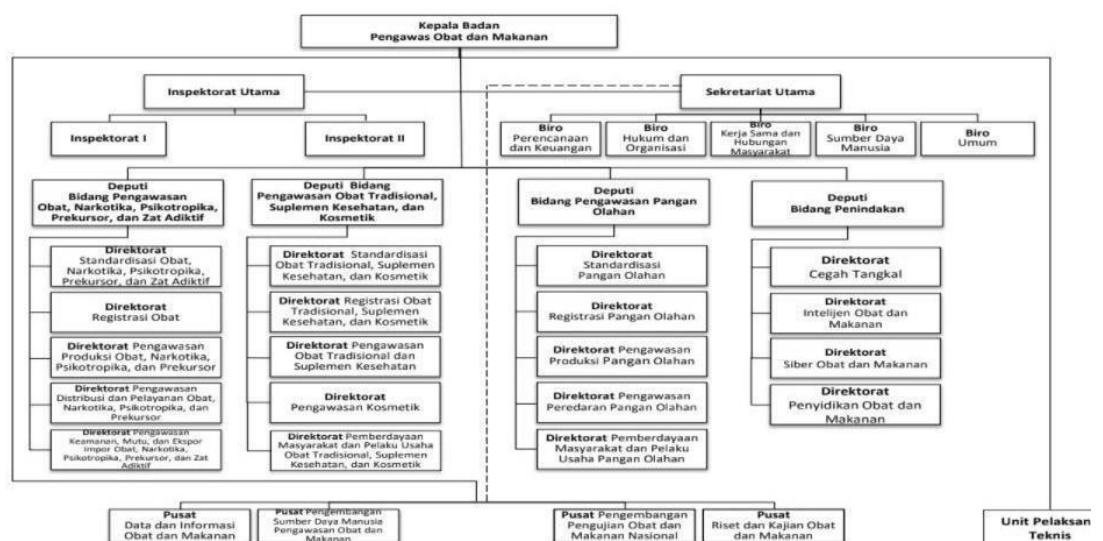 Kepala Badan
Pengawas Obat dan Makanan
Inspektorat Utama
Sekretariat Utama
Inspektorat I
Inspektorat II
Biro
Perencanaan
dan Keuangan
Biro
Hukum dan
Organisasi
Biro
Kerja Sama dan
Hubungan
Masyarakat
Biro
Sumber Daya
Manusia
Biro
Umum
Deputi
Bidang Pengawasan
Obat, Narkotika, Psikotropika,
Prekursor, dan Zat Adiktif
Deputi Bidang
Pengawasan Obat Tradisional,
Suplemen Kesehatan, dan
Kosmetik
Deputi
Bidang Pengawasan Pangan
Olahan
Deputi
Bidang Penindakan
Direktorat
Standardisasi Obat,
Narkotika, Psikotropika,
Prekursor, dan Zat Adiktif
Direktorat
Registrasi Obat
Direktorat Pengawasan
Produksi Obat, Narkotika,
Psikotropika, dan Prekursor
Direktorat Pengawasan
Distribusi dan Pelayanan Obat,
Narkotika, Psikotropika, dan
Prekursor
Direktorat Pengawasan
Keamanan, Mutu, dan Ekspor
Impor Obat, Narkotika,
Psikotropika, Prekursor, dan Zat
Adiktif
Direktorat Standardisasi
Obat Tradisional, Suplemen
Kesehatan, dan Kosmetik
Direktorat Registrasi Obat
Tradisional, Suplemen
Kesehatan, dan Kosmetik
Direktorat Pengawasan
Obat Tradisional dan
Suplemen Kesehatan
Direktorat
Pengawasan Kosmetik
Direktorat Pemberdayaan
Masyarakat dan Pelaku Usaha
Obat Tradisional, Suplemen
Kesehatan, dan Kosmetik
Direktorat
Standardisasi
Pangan Olahan
Direktorat
Registrasi Pangan Olahan
Direktorat Pengawasan
Produksi Pangan Olahan
Direktorat Pengawasan
Peredaran Pangan Olahan
Direktorat Pemberdayaan
Masyarakat dan Pelaku
Usaha Pangan Olahan
Direktorat
Cegah Tangkal
Direktorat
Intelijen Obat dan
Makanan
Direktorat
Siber Obat dan Makanan
Direktorat
Penyidikan Obat dan
Makanan
Pusat
Data dan Informasi
Obat dan Makanan
Pusat Pengembangan
Sumber Daya Manusia
Pengawasan Obat dan
Makanan
Pusat Pengembangan
Pengujian Obat dan
Makanan Nasional
Pusat
Riset dan Kajian Obat
dan Makanan
Unit Pelaksan
Teknis